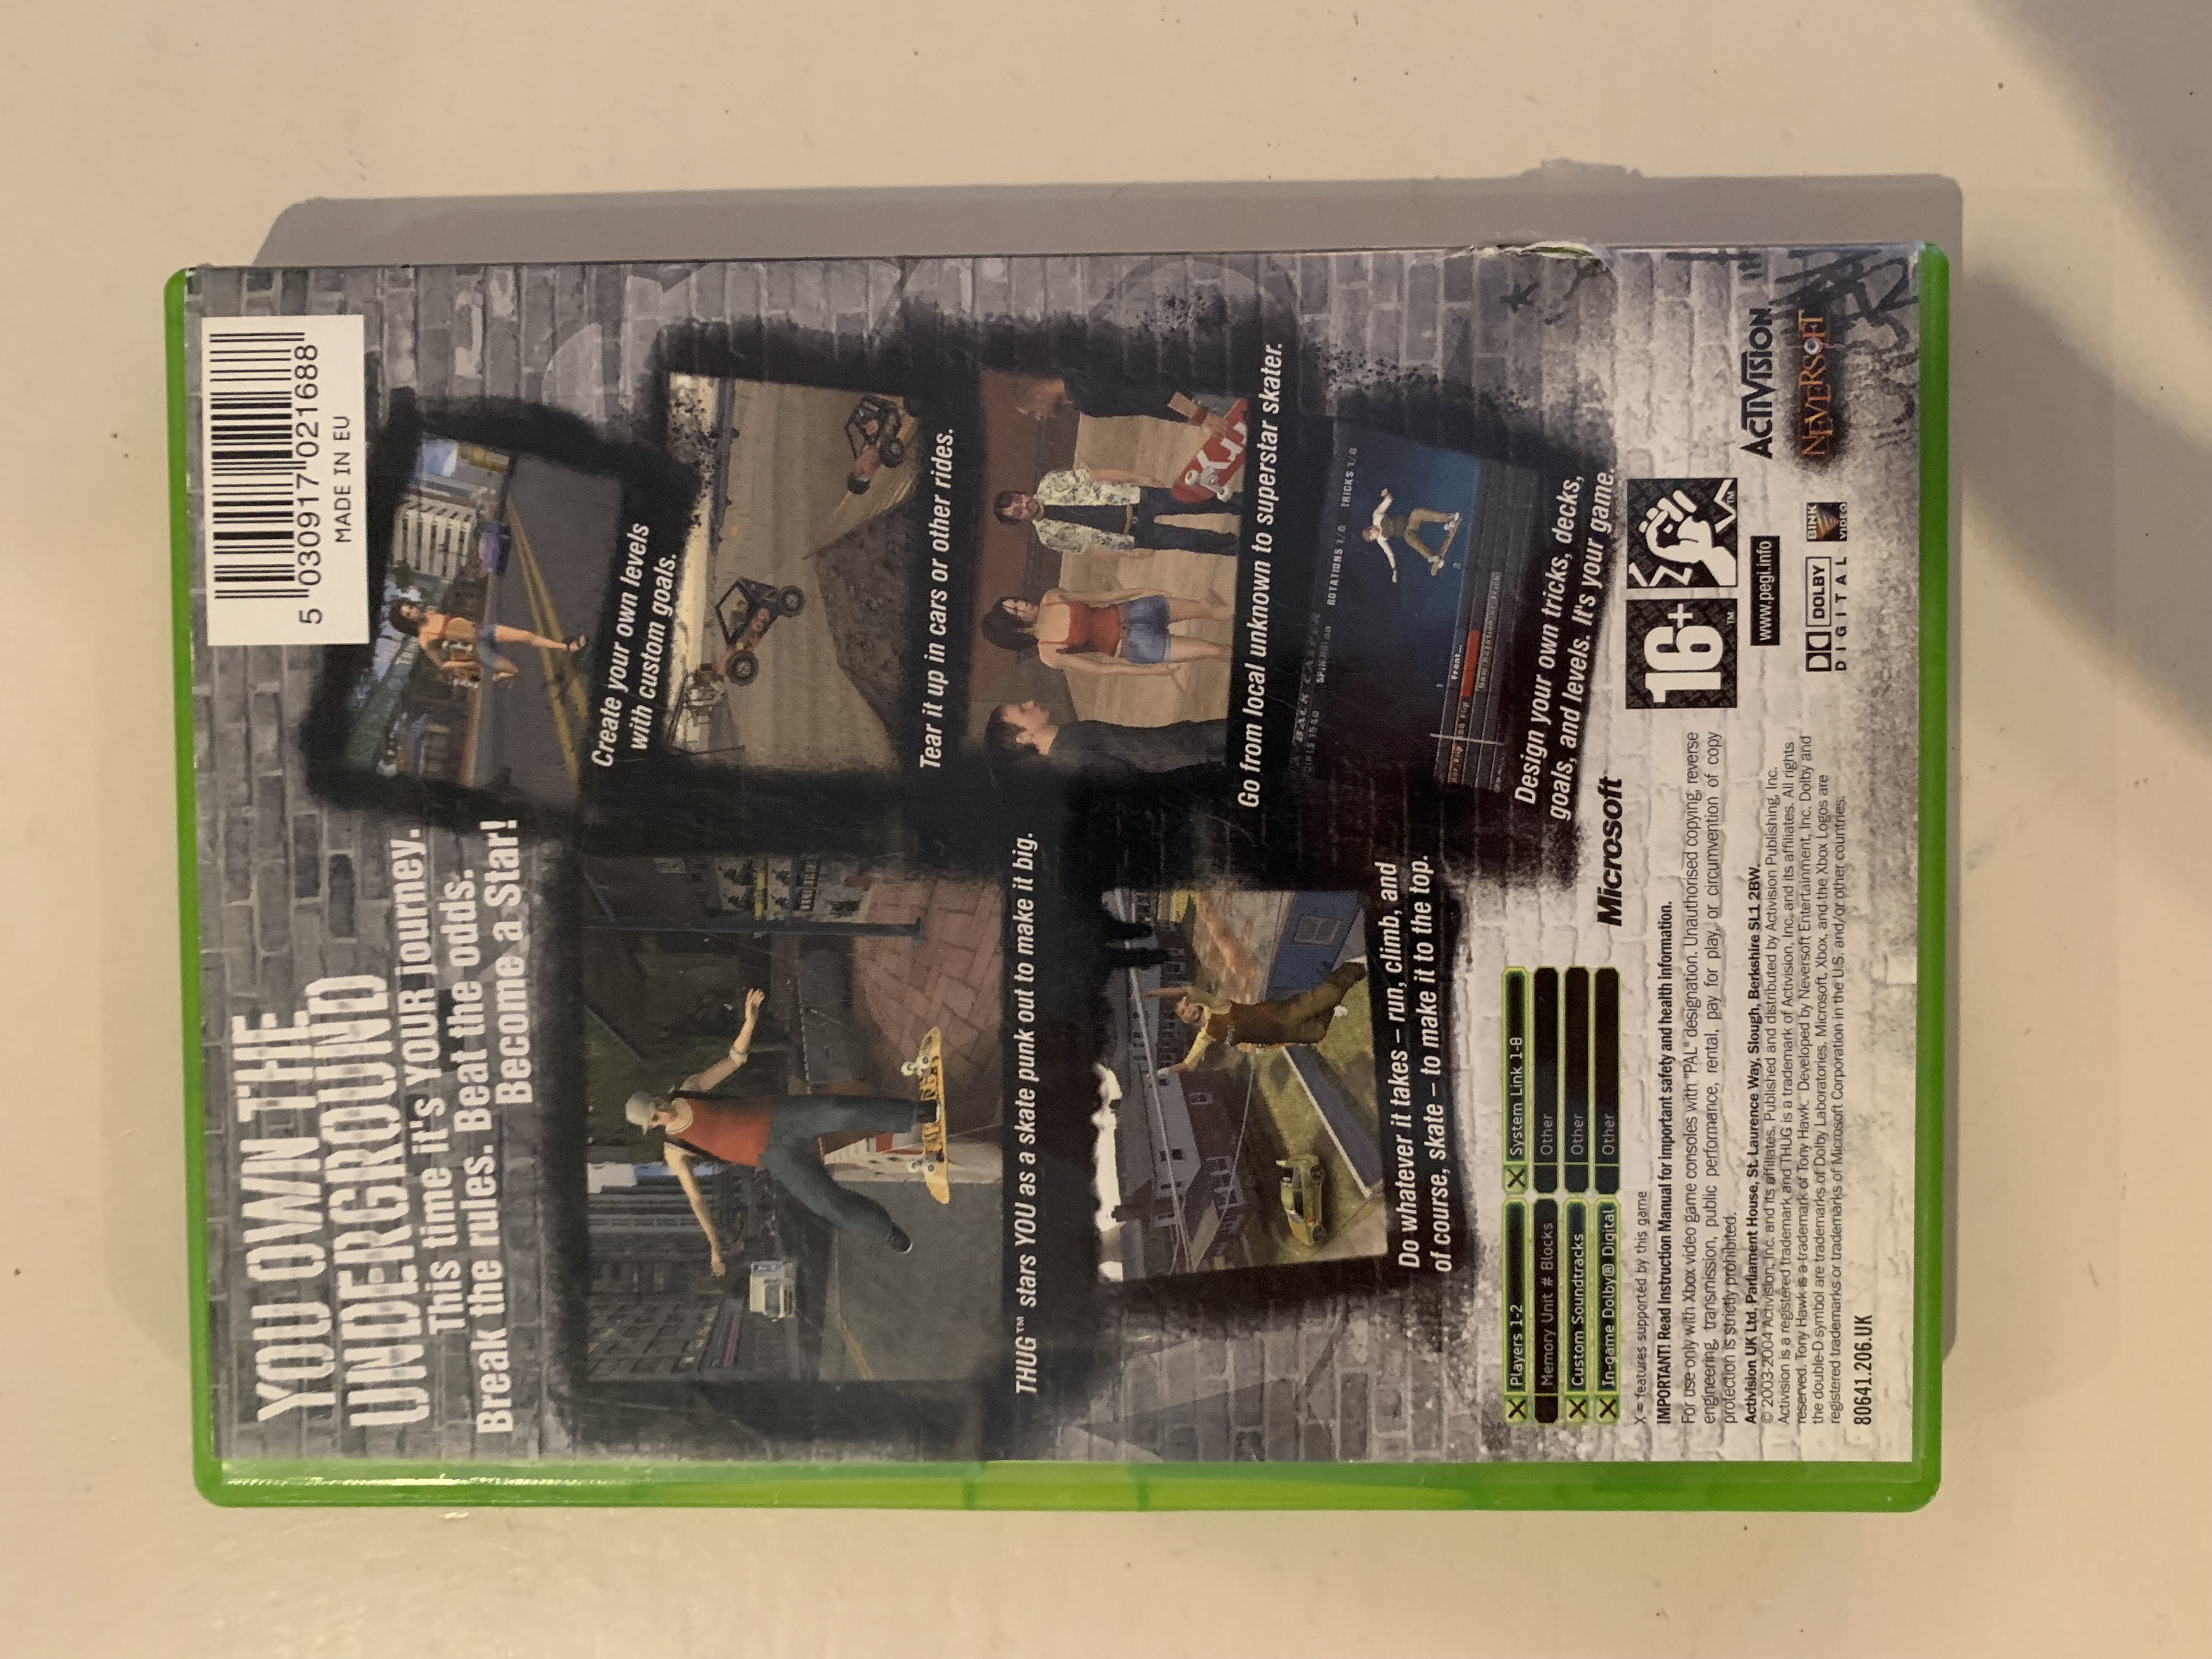 YOU OWN THE
UNDERGROUND
This time it's YOUR journey.
Break the rules. Beat the odds.
Become a Star!
5 030917 021688
MADE IN EU
Create your own levels
with custom goals.
Tear it up in cars or other rides.
THUG™ stars YOU as a skate punk out to make it big.
Go from local unknown to superstar skater.
Do whatever it takes – run, climb, and
of course, skate – to make it to the top.
BACK CASPER
ROTATIONS 1/8 TRICKS 1/8
Front...
Design your own tricks, decks,
goals, and levels. It's your game.
X Players 1-2
X System Link 1-8
Memory Unit # Blocks
Other
X Custom Soundtracks
Other
X In-game Dolby® Digital
Other
Microsoft
X = features supported by this game
IMPORTANT! Read Instruction Manual for important safety and health information.
For use only with Xbox video game consoles with "PAL" designation. Unauthorised copying, reverse
engineering, transmission, public performance, rental, pay for play, or circumvention of copy
protection is strictly prohibited.
Activision UK Ltd, Parliament House, St. Laurence Way, Slough, Berkshire SL1 2BW.
© 2003-2004 Activision, Inc. and its affiliates. Published and distributed by Activision Publishing, Inc.
Activision is a registered trademark and THUG is a trademark of Activision, Inc. and its affiliates. All rights
reserved. Tony Hawk is a trademark of Tony Hawk. Developed by Neversoft Entertainment, Inc. Dolby and
the double-D symbol are trademarks of Dolby Laboratories. Microsoft, Xbox, and the Xbox Logos are
registered trademarks or trademarks of Microsoft Corporation in the U.S. and/or other countries.
80641.206.UK
16+
™
™
www.pegi.info
ACTIVISION
DOLBY
DIGITAL
BINK
VIDEO
NEVERSOFT